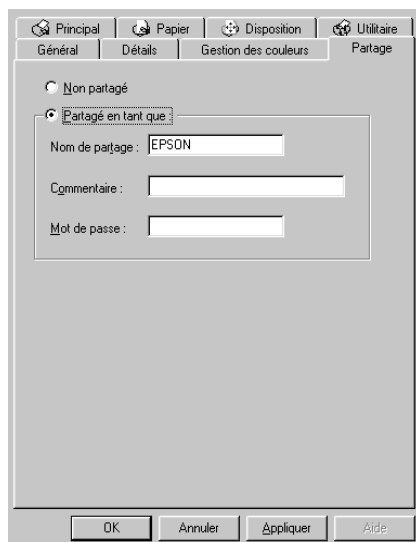 Principal Papier Disposition Utilitaire
Général Détails Gestion des couleurs Partage
Non partagé
Partagé en tant que :
Nom de partage : EPSON
Commentaire :
Mot de passe :
OK Annuler Appliquer Aide